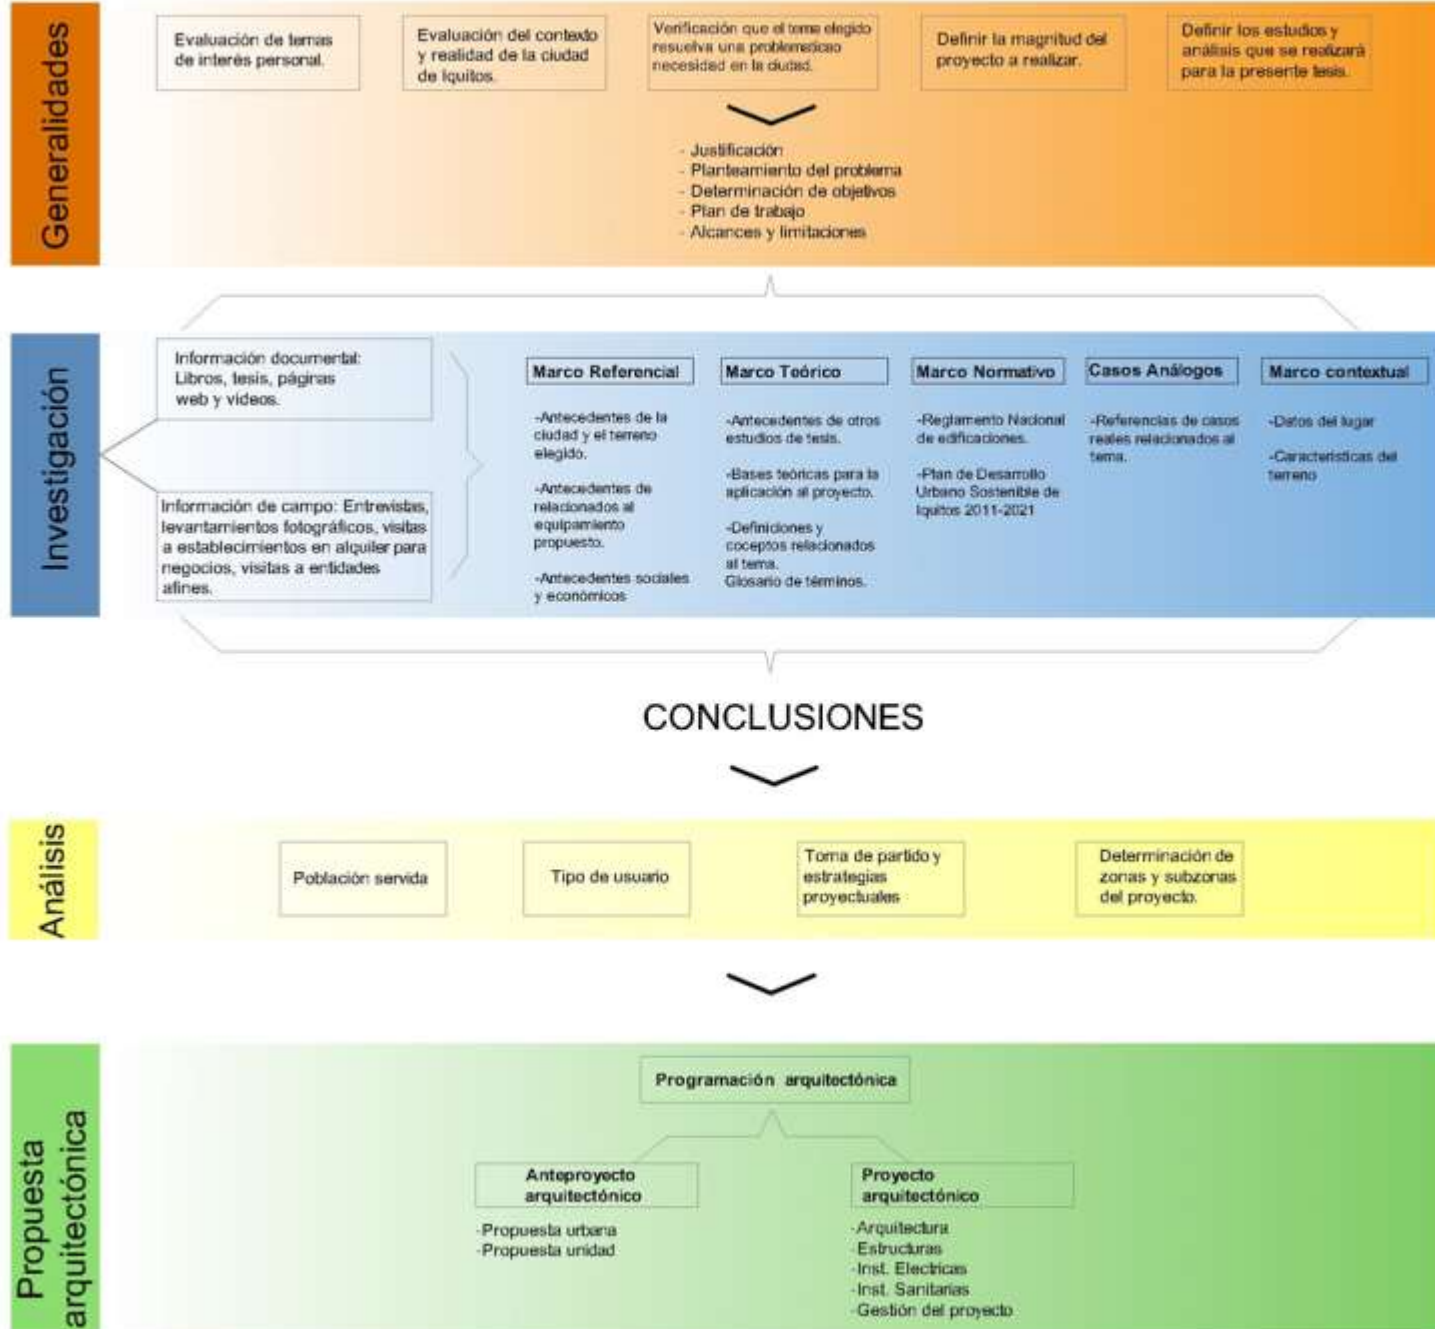 Generalidades
Evaluación de temas
de interés personal.
Evaluación del contexto
y realidad de la ciudad
de Iquitos.
Verificación que el tema elegido
resuelva una problematicao
necesidad en la ciudad.
Definir la magnitud del
proyecto a realizar.
Definir los estudios y
análisis que se realizará
para la presente tesis.
- Justificación
- Planteamiento del problema
- Determinación de objetivos
- Plan de trabajo
- Alcances y limitaciones
Investigación
Información documental:
Libros, tesis, páginas
web y videos.
Información de campo: Entrevistas,
levantamientos fotográficos, visitas
a establecimientos en alquiler para
negocios, visitas a entidades
afines.
Marco Referencial
-Antecedentes de la
ciudad y el terreno
elegido.
-Antecedentes de
relacionados al
equipamiento
propuesto.
-Antecedentes sociales
y económicos
Marco Teórico
-Antecedentes de otros
estudios de tesis.
-Bases teóricas para la
aplicación al proyecto.
-Definiciones y
coceptos relacionados
al tema.
Glosario de términos.
Marco Normativo
-Reglamento Nacional
de edificaciones.
-Plan de Desarrollo
Urbano Sostenible de
Iquitos 2011-2021
Casos Análogos
-Referencias de casos
reales relacionados al
tema.
Marco contextual
-Datos del lugar
-Características del
terreno
CONCLUSIONES
Análisis
Población servida
Tipo de usuario
Toma de partido y
estrategias
proyectuales
Determinación de
zonas y subzonas
del proyecto.
Propuesta
arquitectónica
Programación arquitectónica
Anteproyecto
arquitectónico
-Propuesta urbana
-Propuesta unidad
Proyecto
arquitectónico
-Arquitectura
-Estructuras
-Inst. Electricas
-Inst. Sanitarias
-Gestión del proyecto